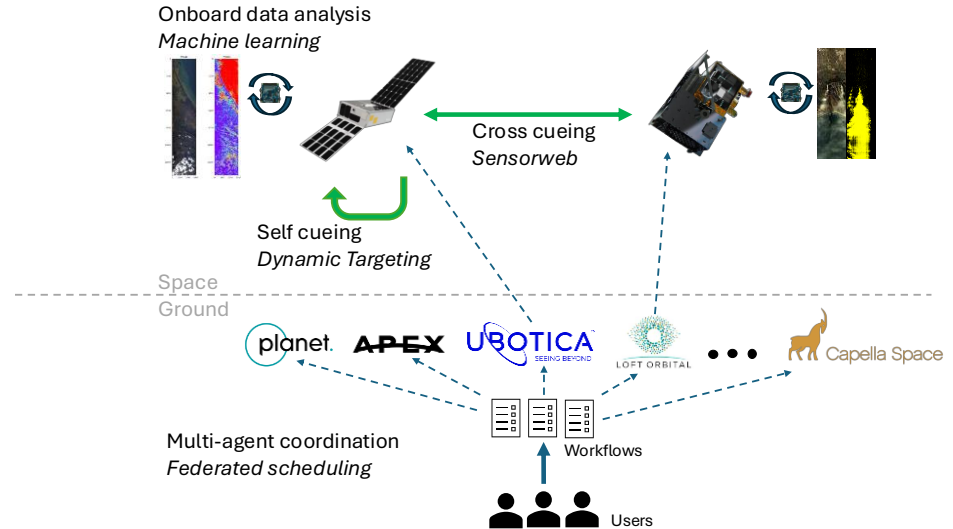 Onboard data analysis
Machine learning
Cross cueing
Sensorweb
Self cueing
Dynamic Targeting
Space
Ground
planet.
APEX
UBOTICA
SEEING BEYOND
LOFT ORBITAL
Capella Space
Multi-agent coordination
Federated scheduling
Workflows
Users